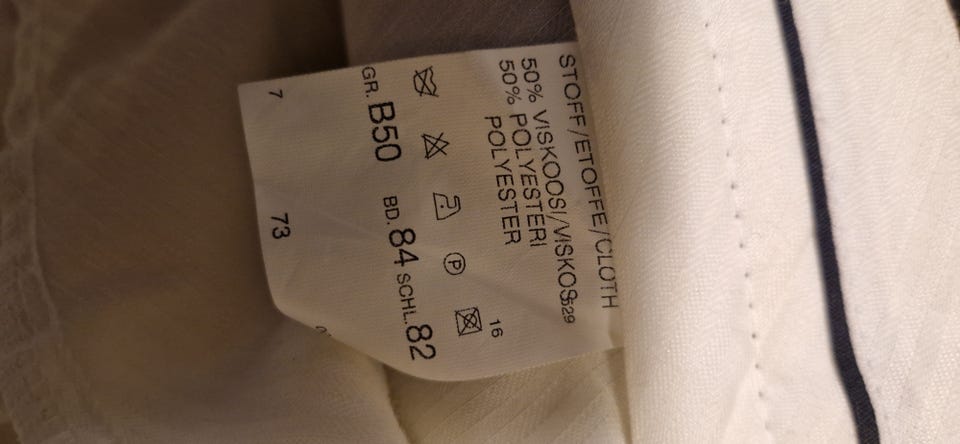 STOFF/ETOFFE/CLOTH
50% VISKOOSI/VISKOS
50% POLYESTERI
POLYESTER
16
P
GR. B50 BD. 84 SCHL. 82
7 73